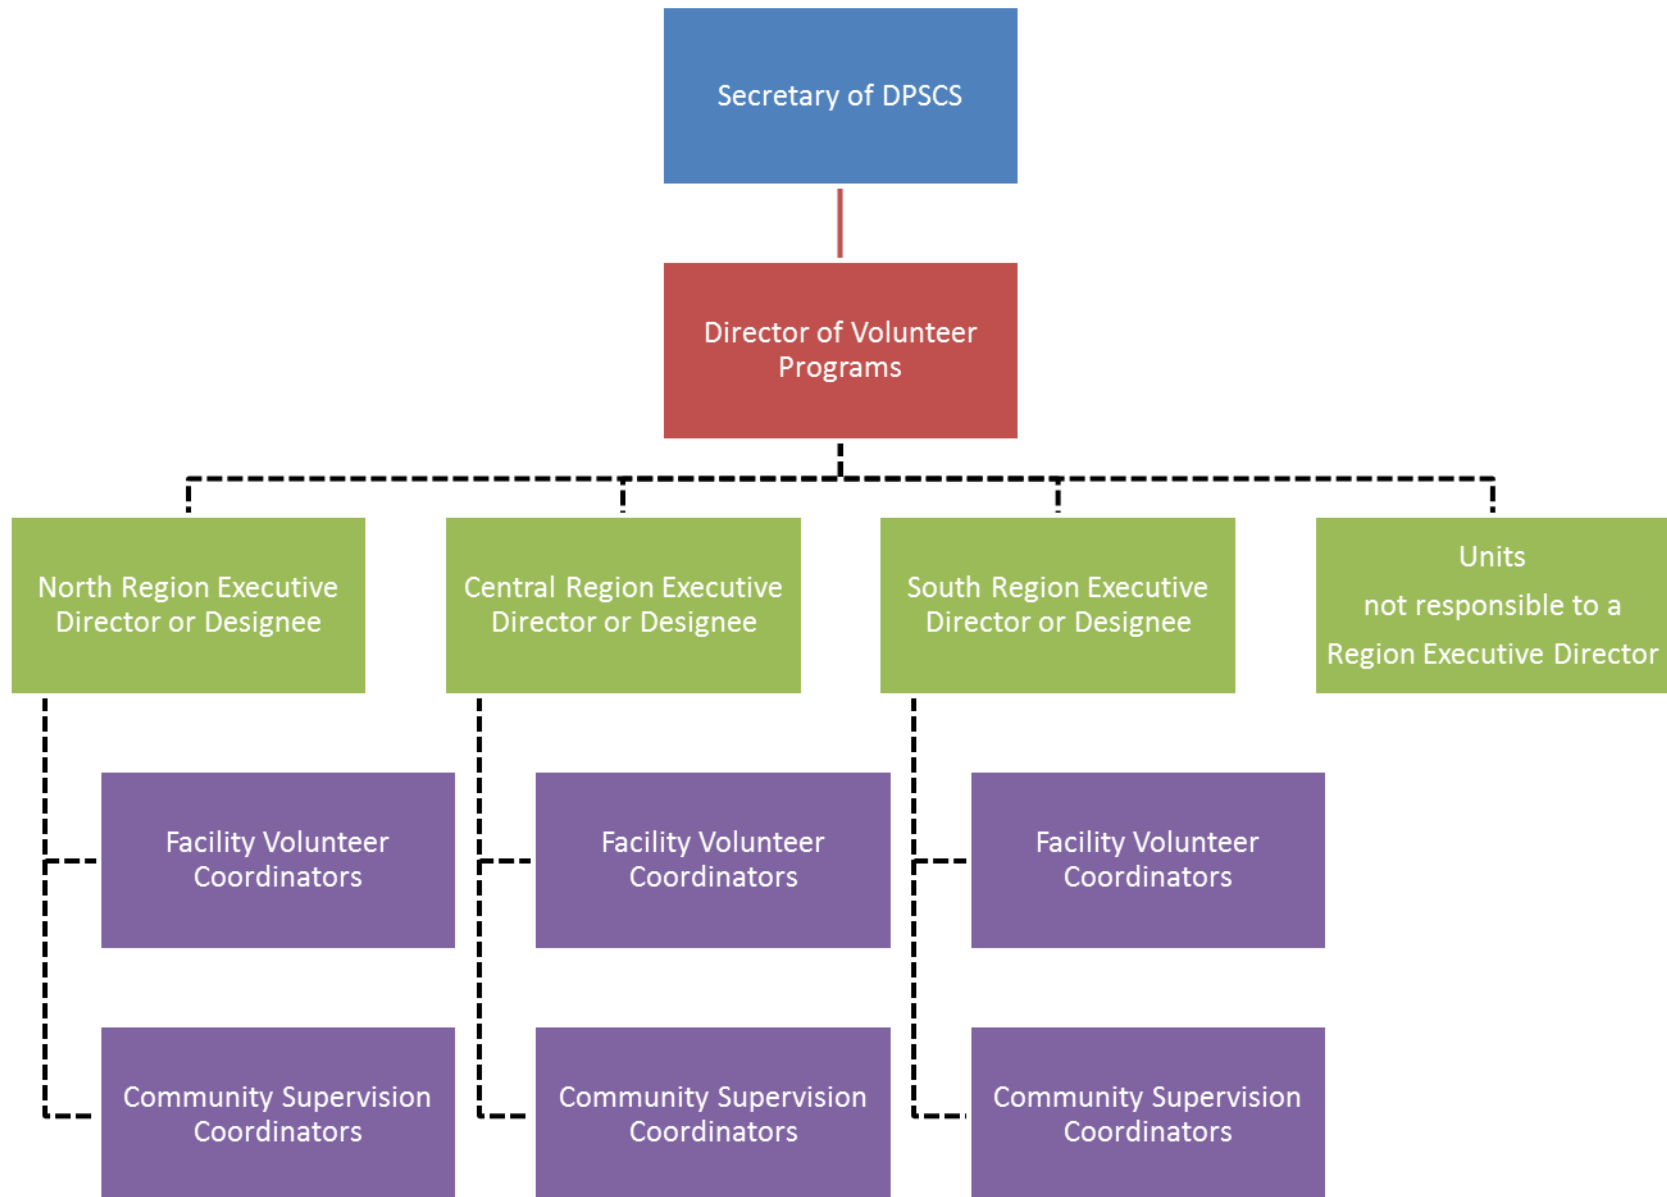 Secretary of DPSCS
Director of Volunteer
Programs
North Region Executive
Director or Designee
Central Region Executive
Director or Designee
South Region Executive
Director or Designee
Units
not responsible to a
Region Executive Director
Facility Volunteer
Coordinators
Facility Volunteer
Coordinators
Facility Volunteer
Coordinators
Community Supervision
Coordinators
Community Supervision
Coordinators
Community Supervision
Coordinators